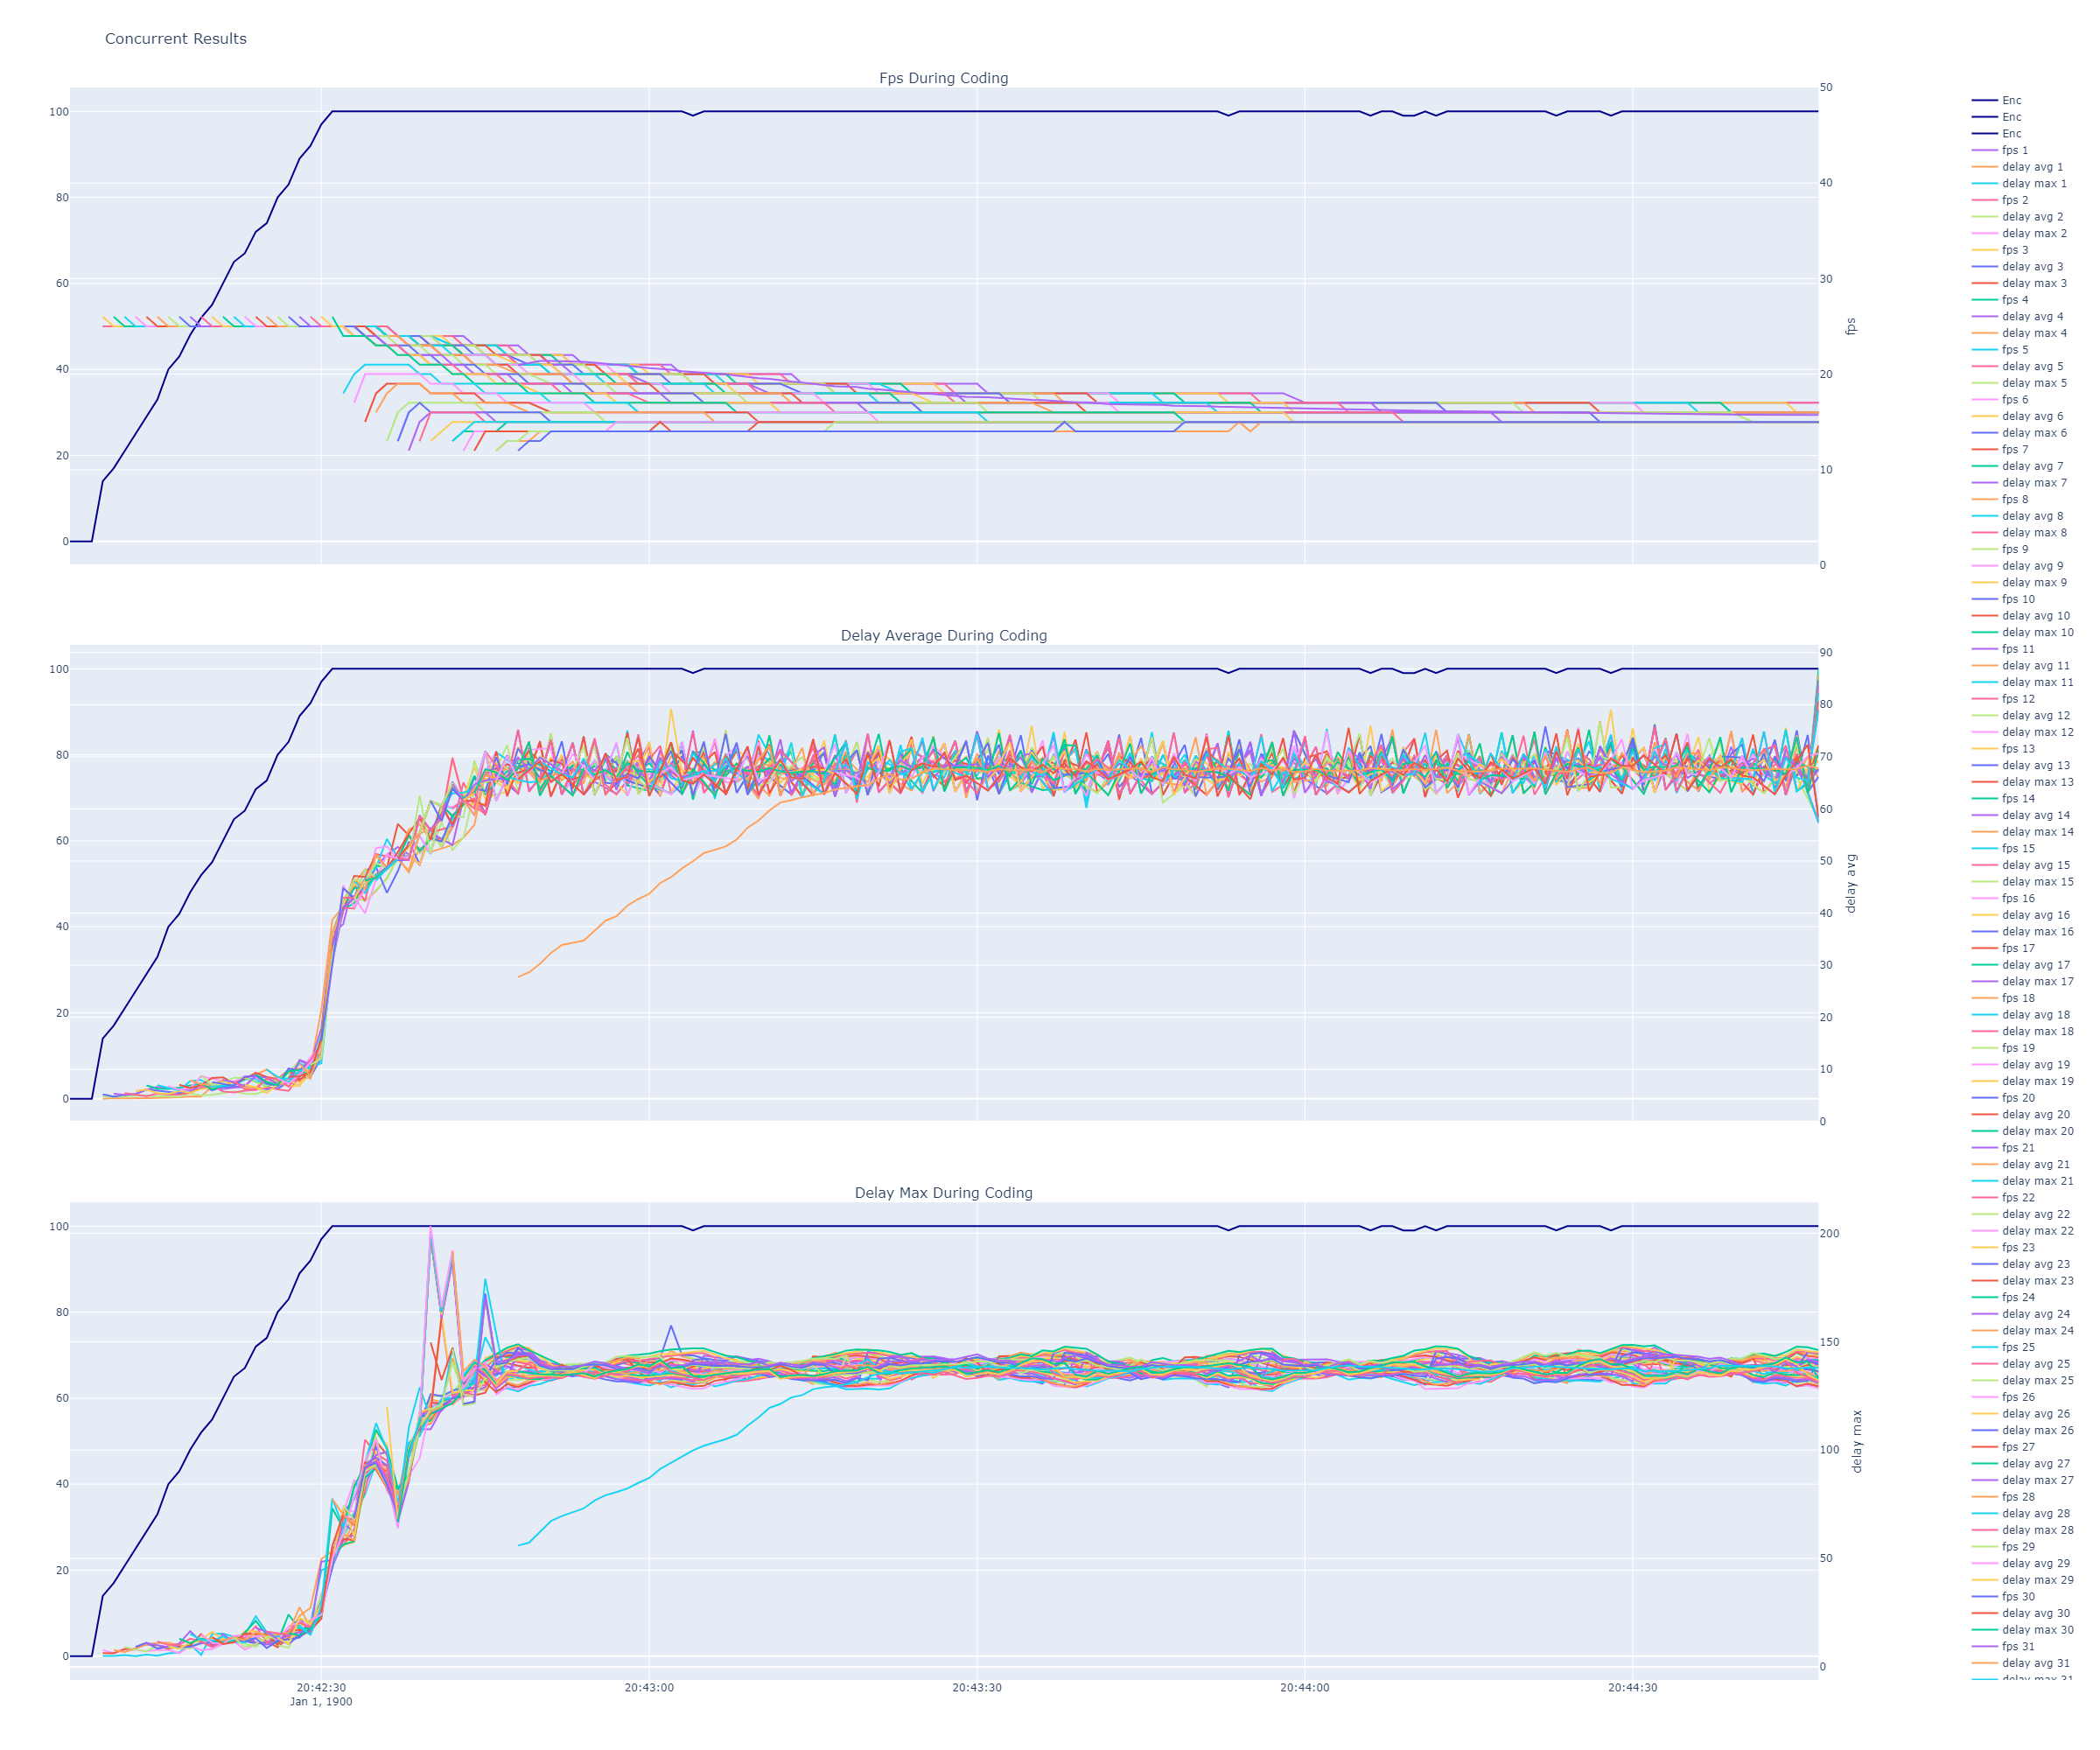 Concurrent Results
Fps During Coding
100
80
60
40
20
0
50
40
30
20
10
0
fps
Delay Average During Coding
100
80
60
40
20
0
90
80
70
60
50
40
30
20
10
0
delay avg
Delay Max During Coding
100
80
60
40
20
0
200
150
100
50
0
delay max
20:42:30
Jan 1, 1900
20:43:00
20:43:30
20:44:00
20:44:30
Enc
Enc
Enc
fps 1
delay avg 1
delay max 1
fps 2
delay avg 2
delay max 2
fps 3
delay avg 3
delay max 3
fps 4
delay avg 4
delay max 4
fps 5
delay avg 5
delay max 5
fps 6
delay avg 6
delay max 6
fps 7
delay avg 7
delay max 7
fps 8
delay avg 8
delay max 8
fps 9
delay avg 9
delay max 9
fps 10
delay avg 10
delay max 10
fps 11
delay avg 11
delay max 11
fps 12
delay avg 12
delay max 12
fps 13
delay avg 13
delay max 13
fps 14
delay avg 14
delay max 14
fps 15
delay avg 15
delay max 15
fps 16
delay avg 16
delay max 16
fps 17
delay avg 17
delay max 17
fps 18
delay avg 18
delay max 18
fps 19
delay avg 19
delay max 19
fps 20
delay avg 20
delay max 20
fps 21
delay avg 21
delay max 21
fps 22
delay avg 22
delay max 22
fps 23
delay avg 23
delay max 23
fps 24
delay avg 24
delay max 24
fps 25
delay avg 25
delay max 25
fps 26
delay avg 26
delay max 26
fps 27
delay avg 27
delay max 27
fps 28
delay avg 28
delay max 28
fps 29
delay avg 29
delay max 29
fps 30
delay avg 30
delay max 30
fps 31
delay avg 31
delay max 31